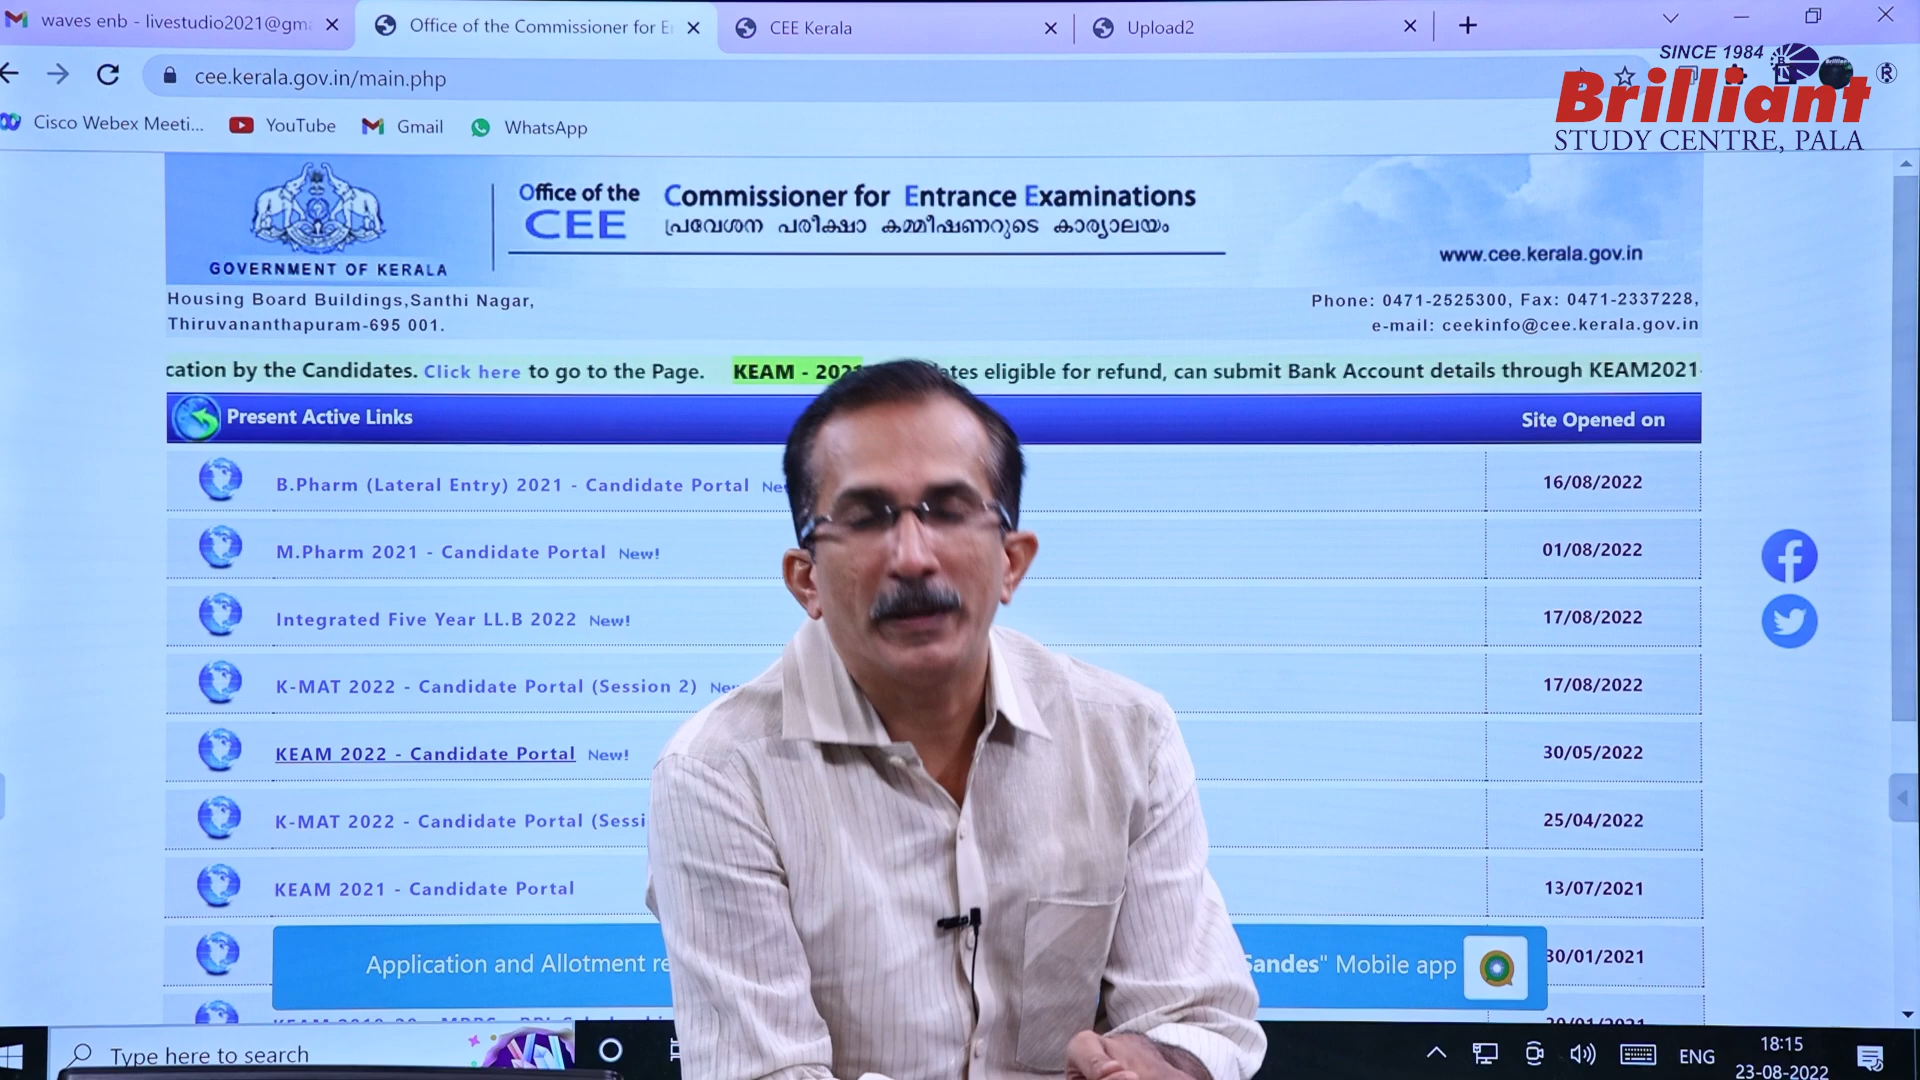 waves enb - livestudio2021@gm
Office of the Commissioner for E
CEE Kerala
Upload2
cee.kerala.gov.in/main.php
SINCE 1984
Brilliant
STUDY CENTRE, PALA
®
Cisco Webex Meeti...
YouTube
Gmail
WhatsApp
GOVERNMENT OF KERALA
Office of the
CEE
Commissioner for Entrance Examinations
പ്രവേശന പരീക്ഷാ കമ്മീഷണറുടെ കാര്യാലയം
www.cee.kerala.gov.in
Housing Board Buildings,Santhi Nagar,
Thiruvananthapuram-695 001.
Phone: 0471-2525300, Fax: 0471-2337228,
e-mail: ceekinfo@cee.kerala.gov.in
cation by the Candidates. Click here to go to the Page. KEAM - 2021 ates eligible for refund, can submit Bank Account details through KEAM2021-
Present Active Links Site Opened on
B.Pharm (Lateral Entry) 2021 - Candidate Portal Ne 16/08/2022
M.Pharm 2021 - Candidate Portal New! 01/08/2022
Integrated Five Year LL.B 2022 New! 17/08/2022
K-MAT 2022 - Candidate Portal (Session 2) New 17/08/2022
KEAM 2022 - Candidate Portal New! 30/05/2022
K-MAT 2022 - Candidate Portal (Sessi 25/04/2022
KEAM 2021 - Candidate Portal 13/07/2021
Application and Allotment re Sandes" Mobile app 30/01/2021
Type here to search
ENG
18:15
23-08-2022